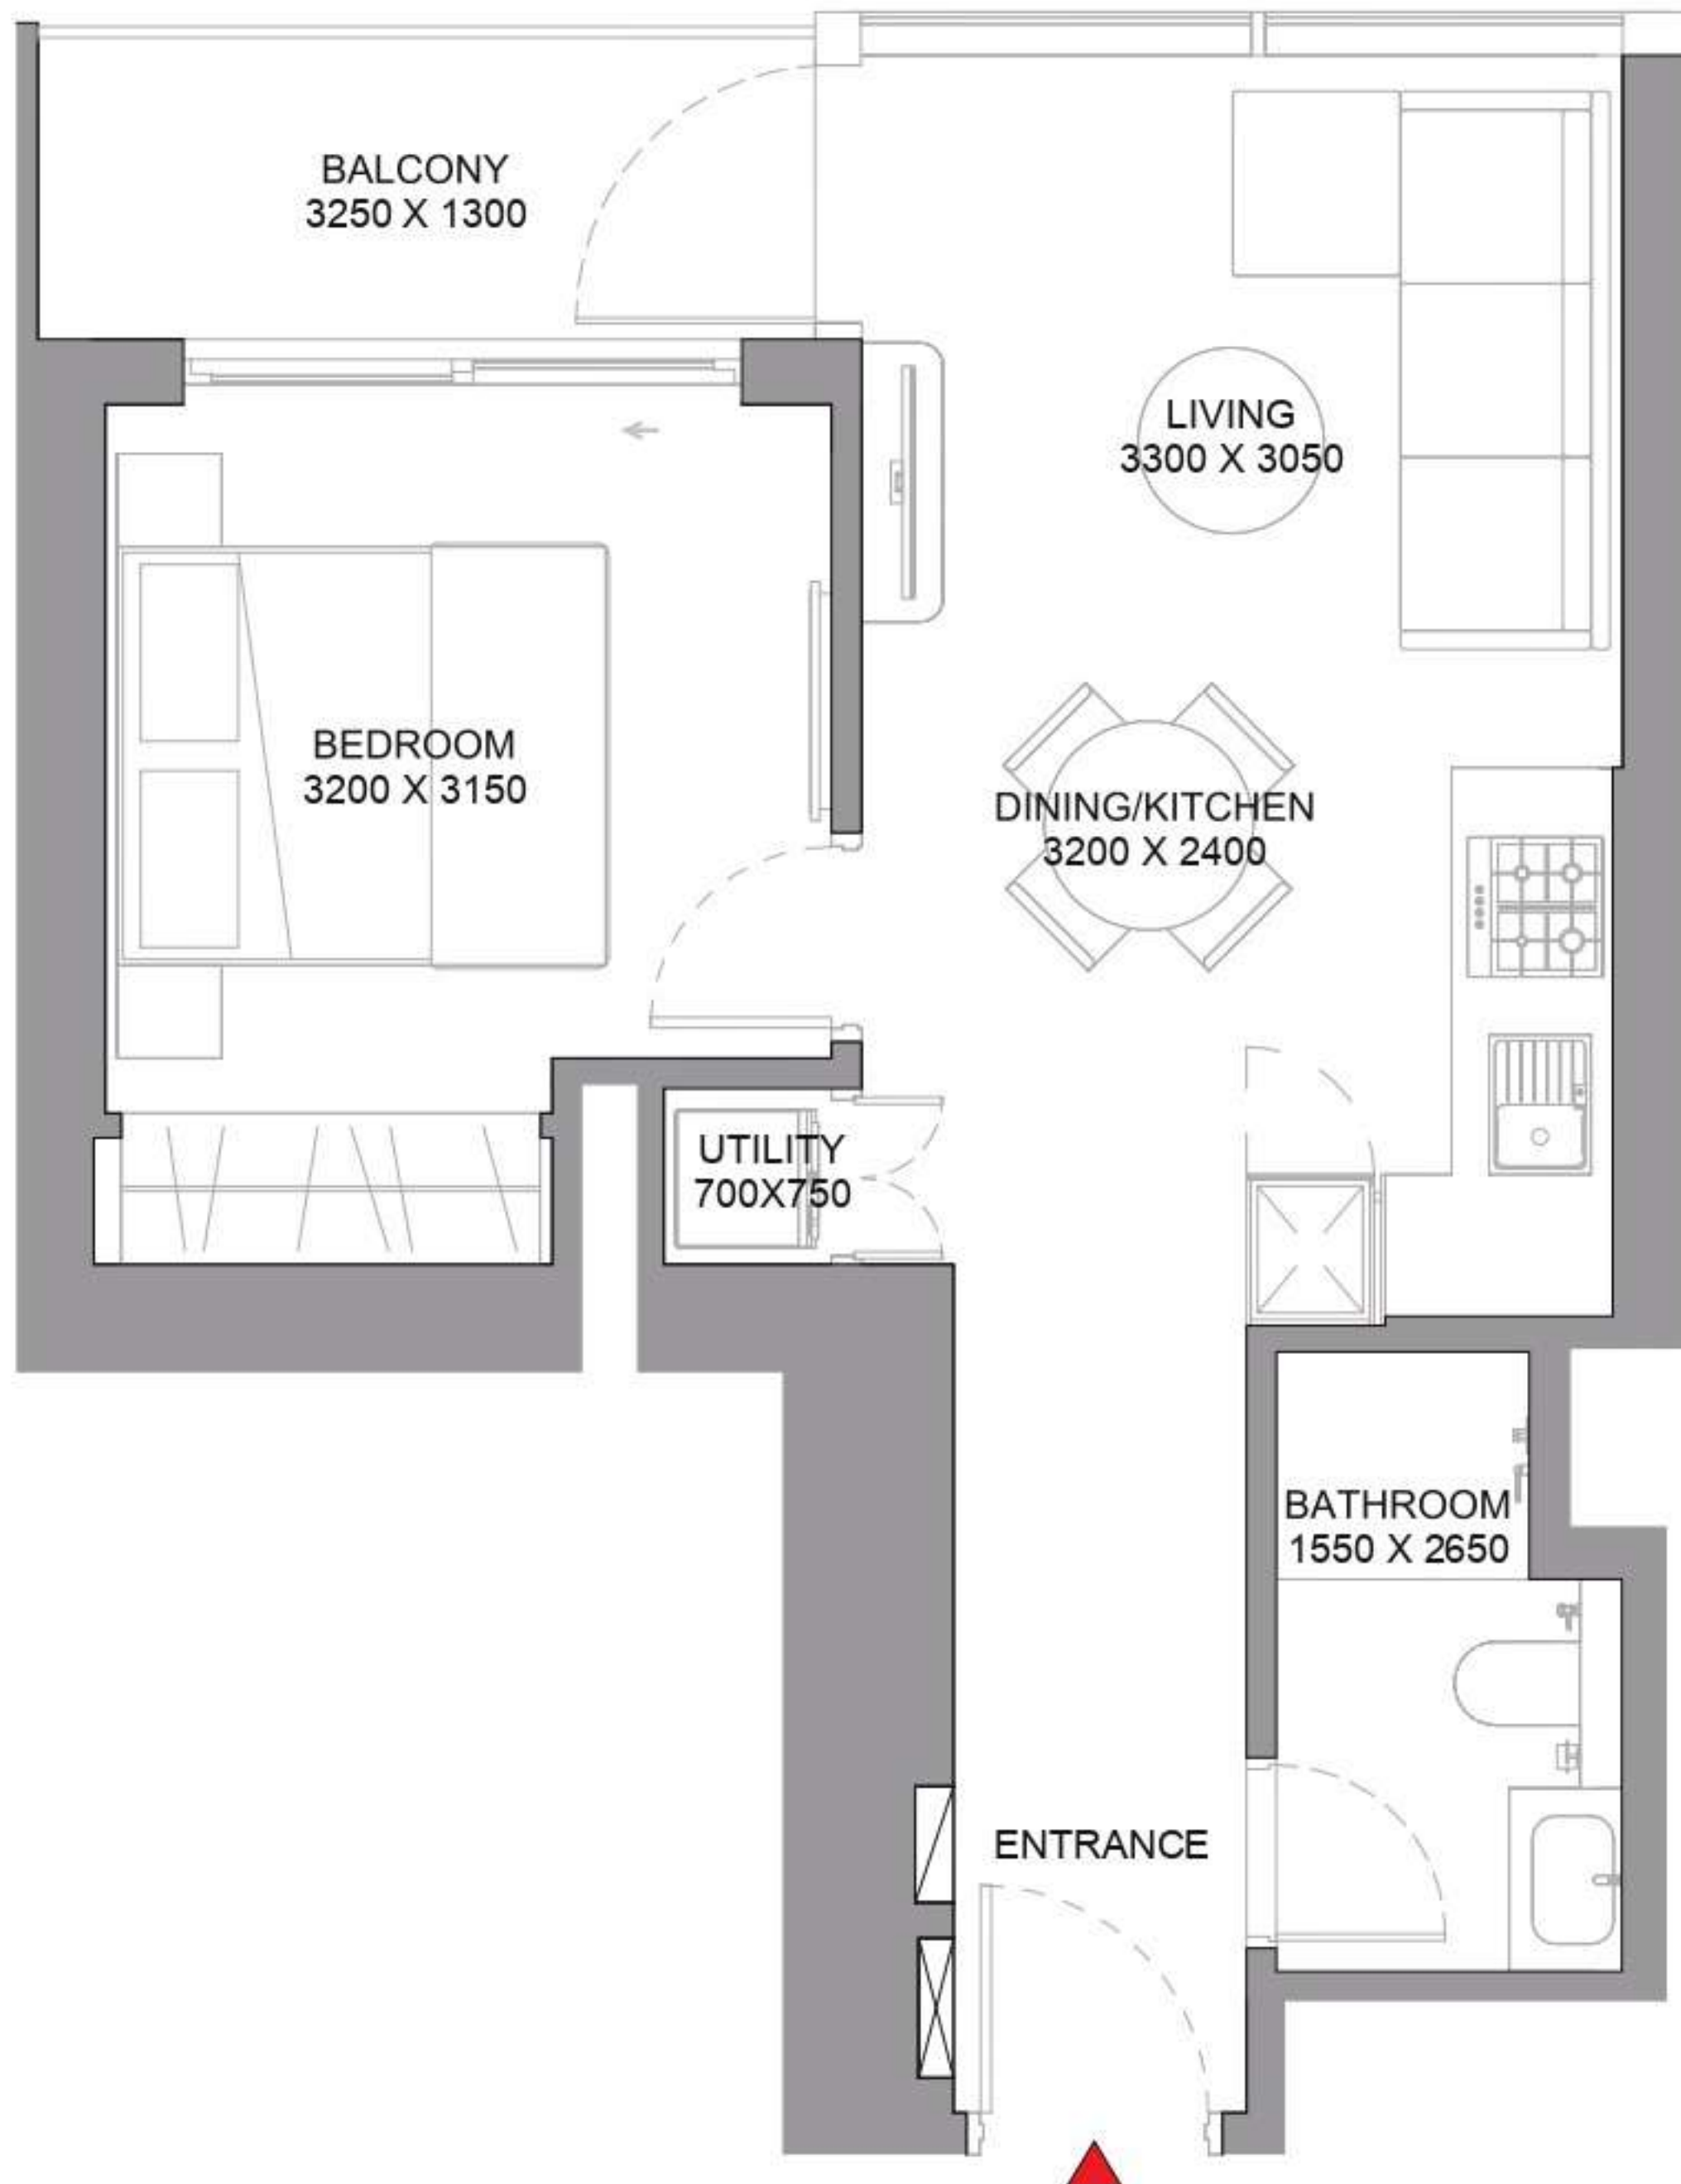 BALCONY
3250 X 1300
LIVING
3300 X 3050
BEDROOM
3200 X 3150
DINING/KITCHEN
3200 X 2400
UTILITY
700X750
BATHROOM
1550 X 2650
ENTRANCE